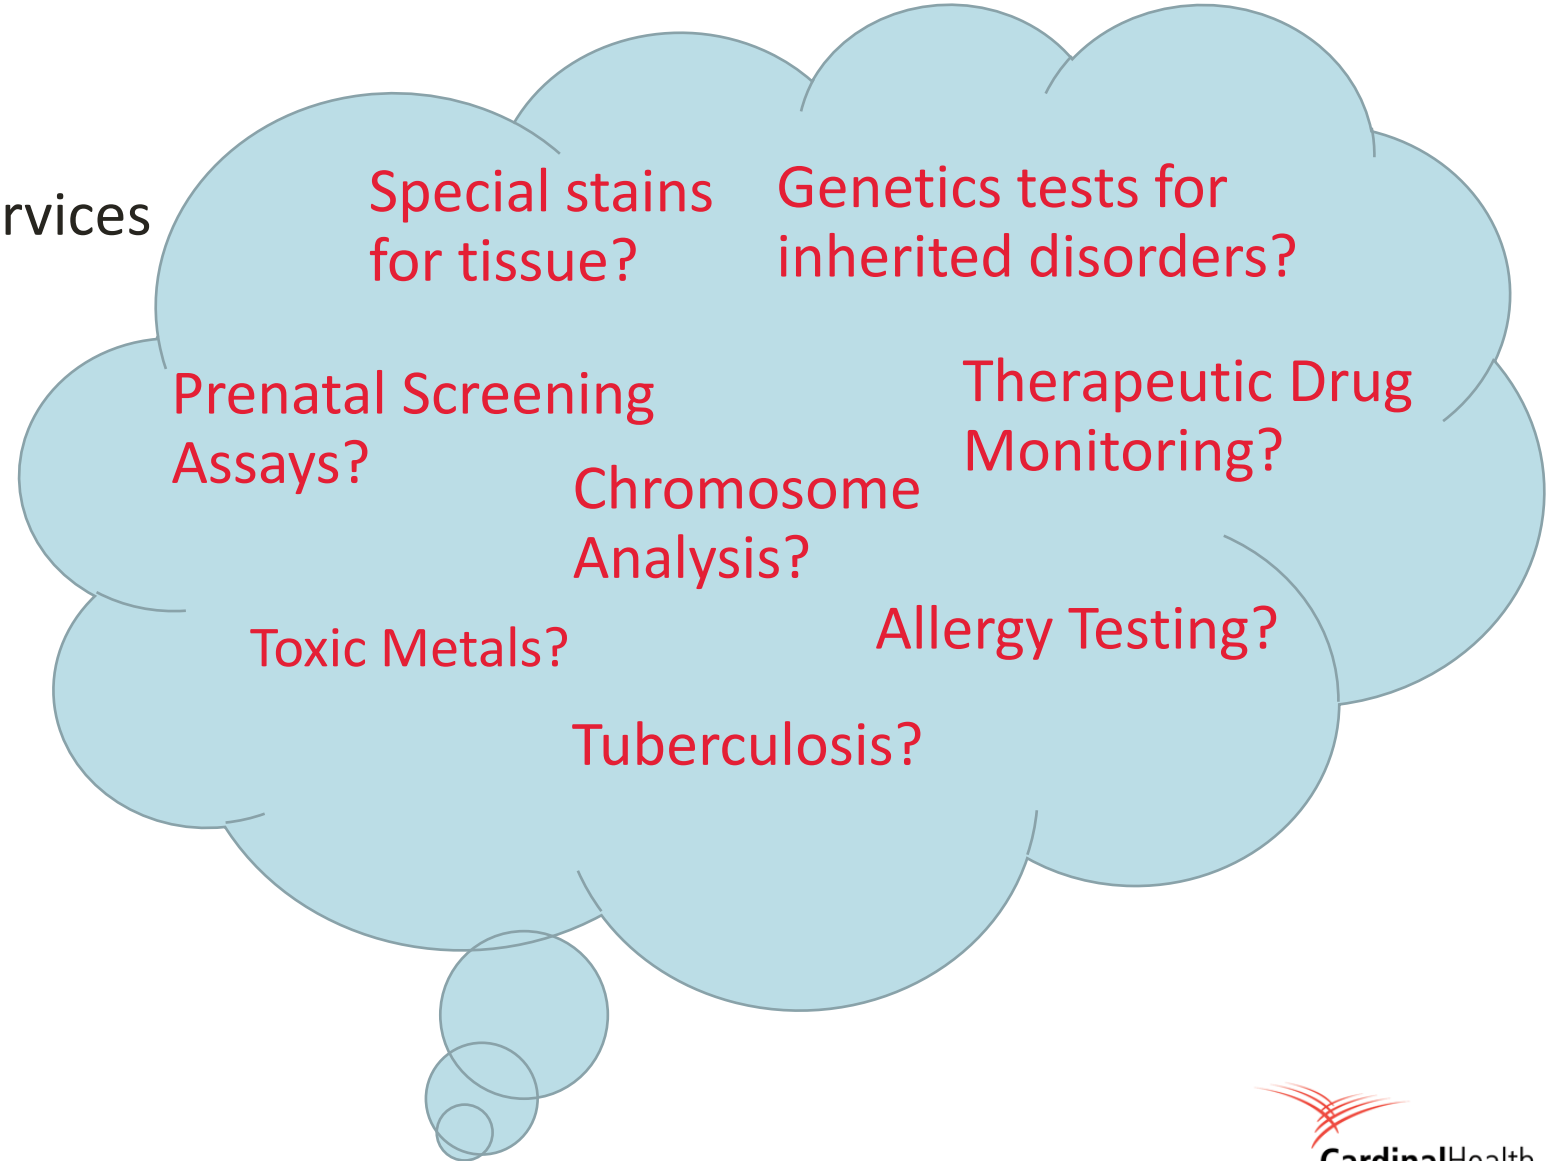 rvices
Special stains
for tissue?
Genetics tests for
inherited disorders?
Prenatal Screening
Assays?
Therapeutic Drug
Monitoring?
Chromosome
Analysis?
Toxic Metals?
Allergy Testing?
Tuberculosis?
CardinalHealth